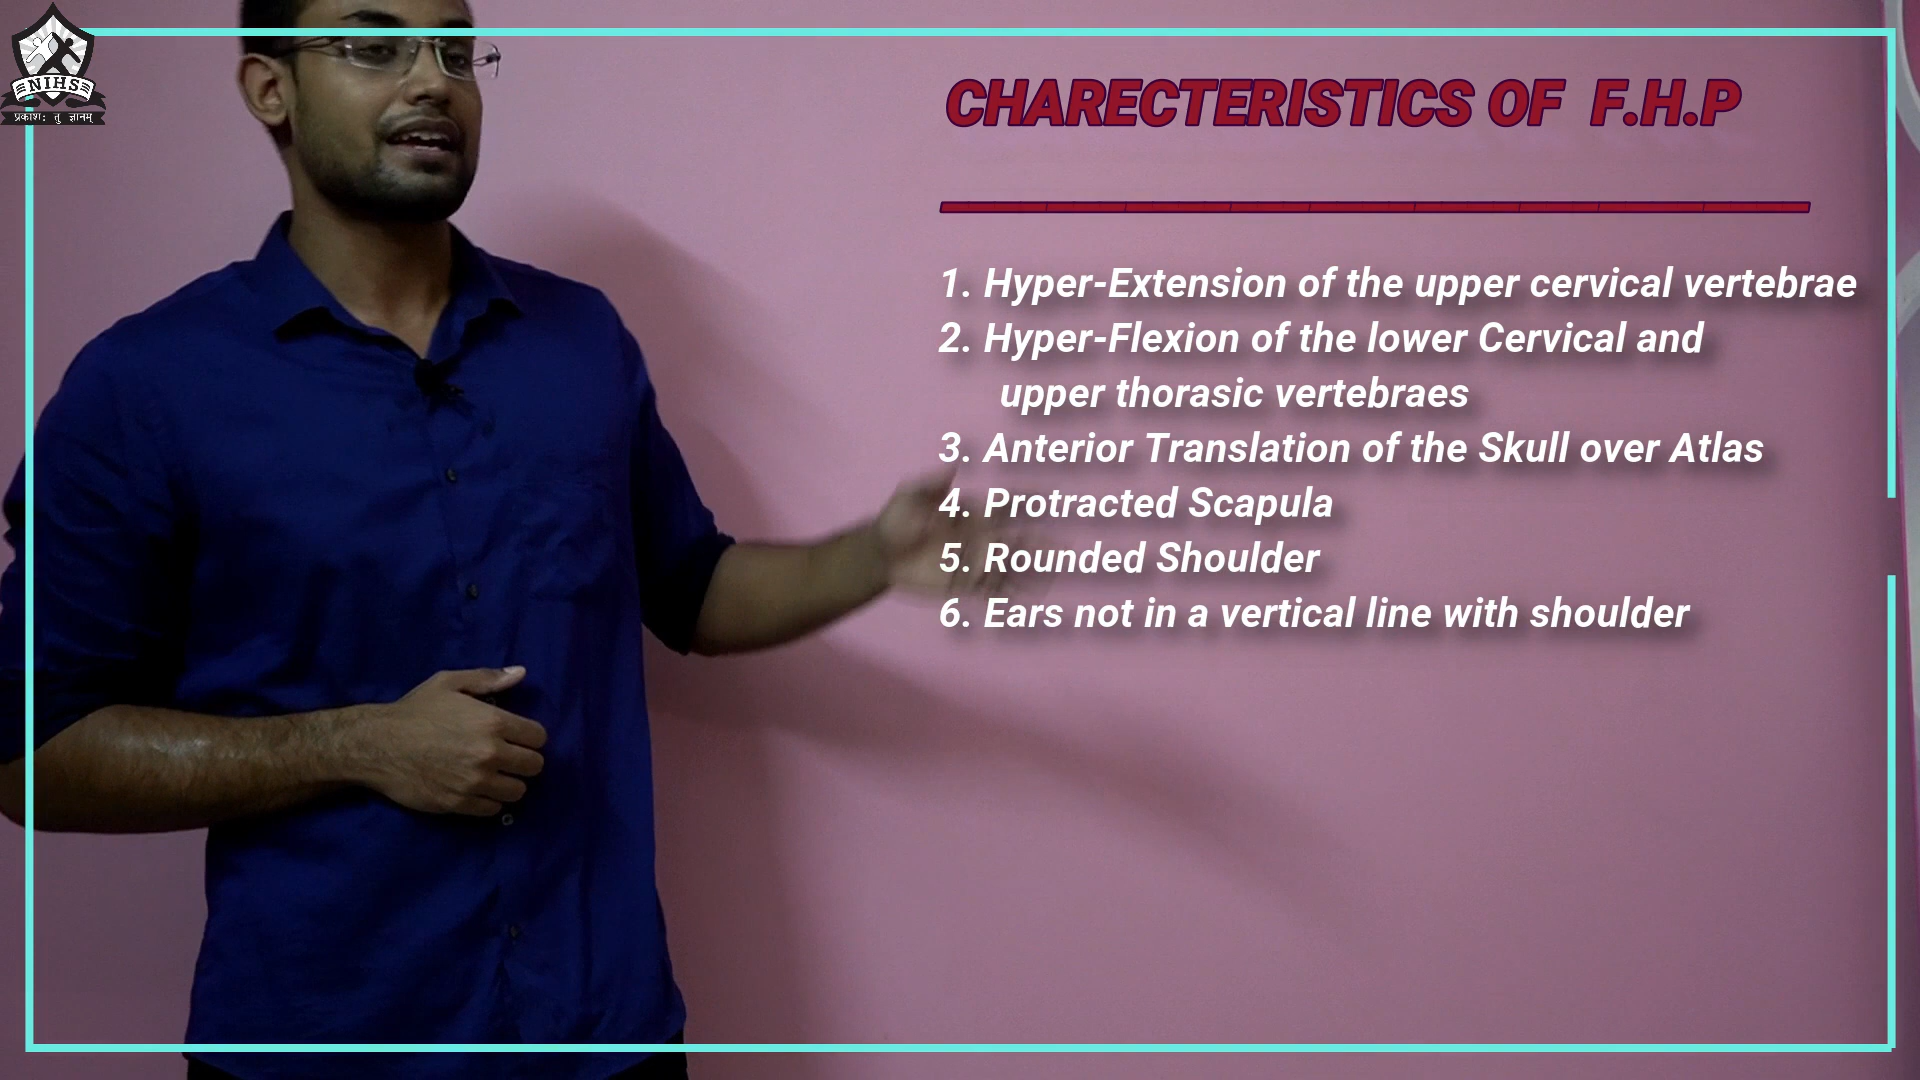 NIHS
प्रकाश: तु ज्ञानम्
CHARECTERISTICS OF F.H.P
1. Hyper-Extension of the upper cervical vertebrae
2. Hyper-Flexion of the lower Cervical and
upper thorasic vertebraes
3. Anterior Translation of the Skull over Atlas
4. Protracted Scapula
5. Rounded Shoulder
6. Ears not in a vertical line with shoulder